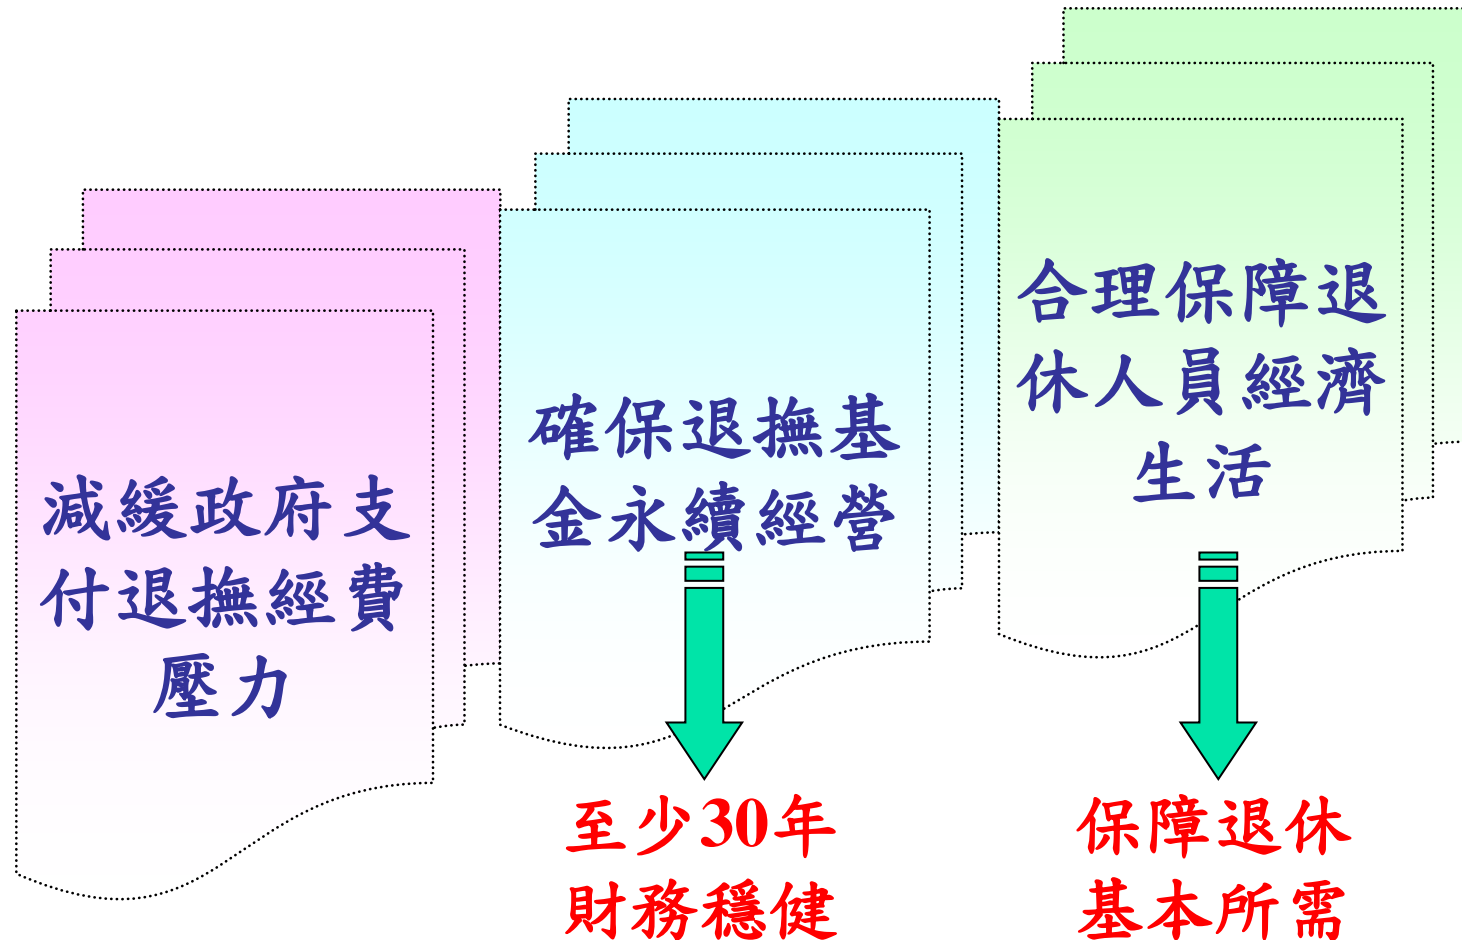 減緩政府支
付退撫經費
壓力
確保退撫基
金永續經營
至少30年
財務穩健
合理保障退
休人員經濟
生活
保障退休
基本所需